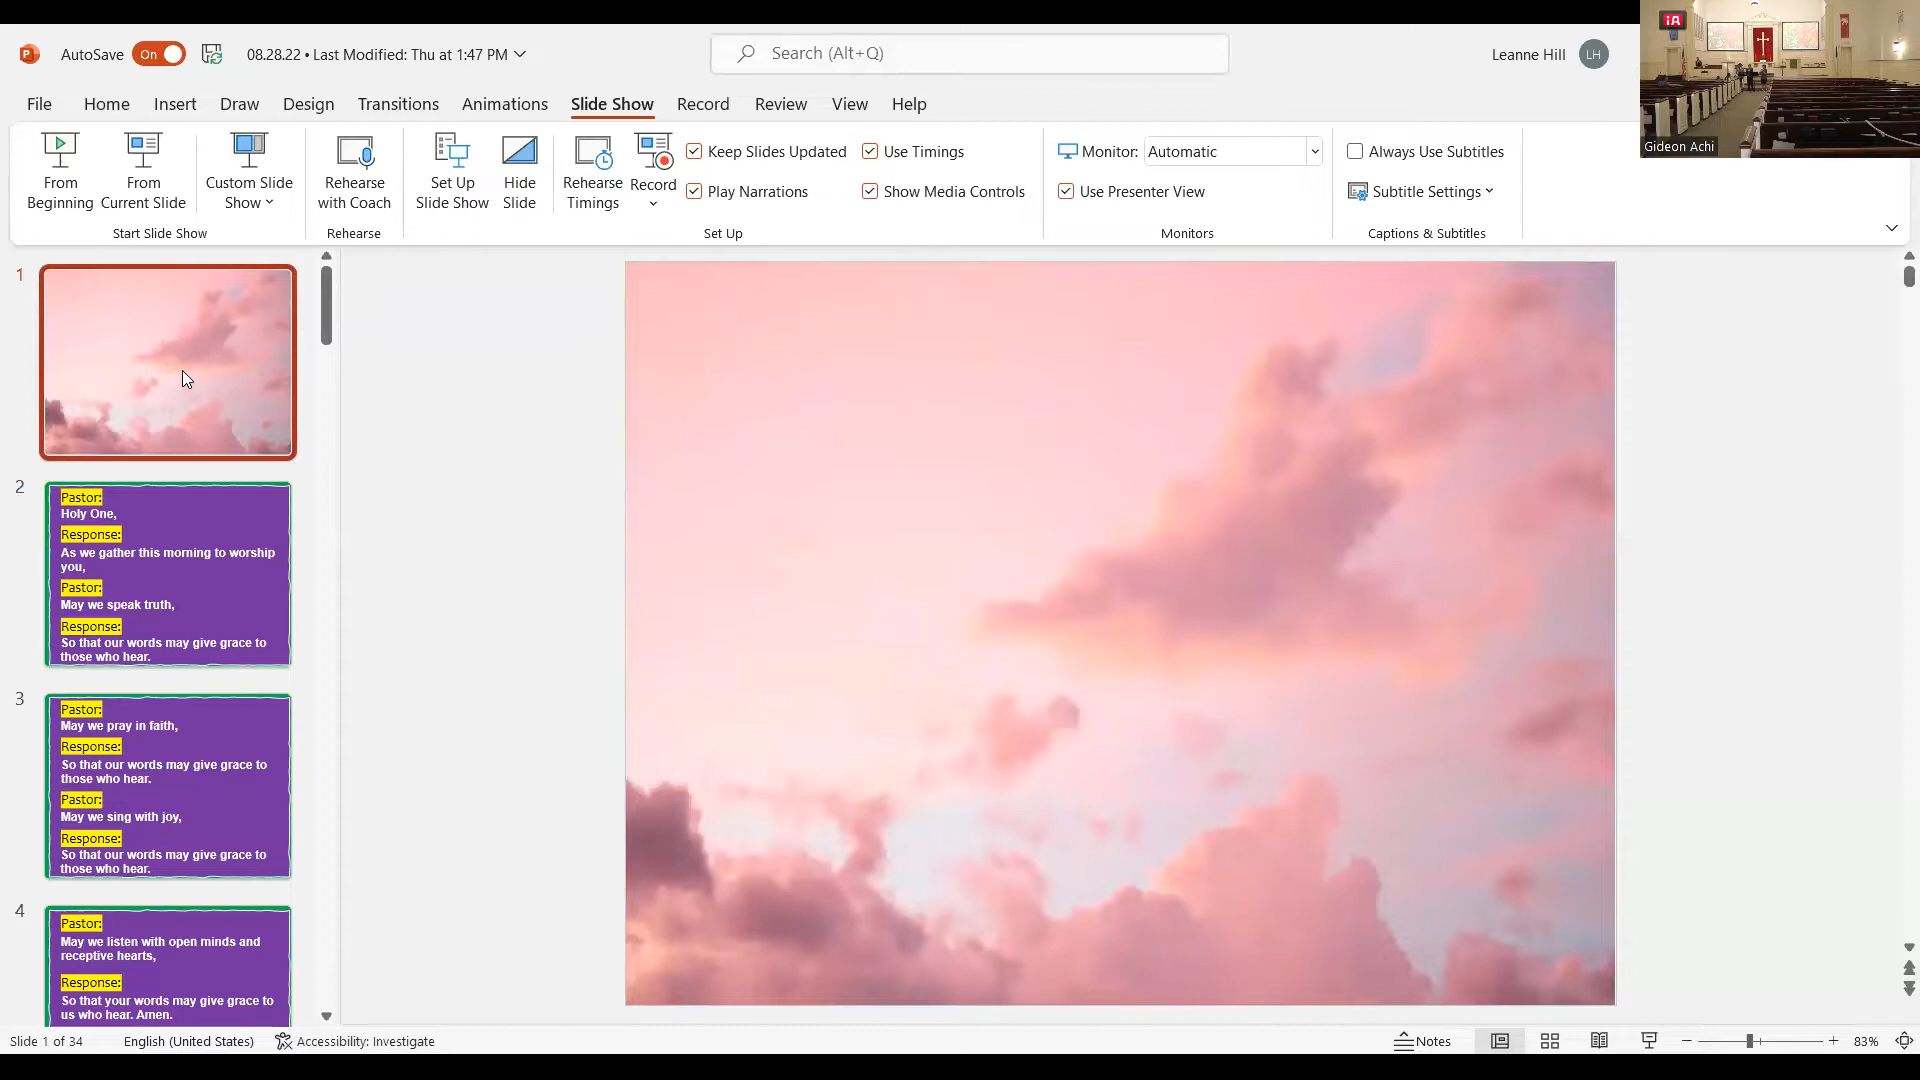 AutoSave On 08.28.22 • Last Modified: Thu at 1:47 PM Search (Alt+Q) Leanne Hill LH
iA
Gideon Achi
File Home Insert Draw Design Transitions Animations Slide Show Record Review View Help
From Beginning
From Current Slide
Custom Slide Show
Start Slide Show
Rehearse with Coach
Rehearse
Set Up Slide Show
Hide Slide
Rehearse Timings
Record
Keep Slides Updated
Play Narrations
Use Timings
Show Media Controls
Set Up
Monitor: Automatic
Use Presenter View
Monitors
Always Use Subtitles
Subtitle Settings
Captions & Subtitles
1
2
Pastor:
Holy One,
Response:
As we gather this morning to worship
you,
Pastor:
May we speak truth,
Response:
So that our words may give grace to
those who hear.
3
Pastor:
May we pray in faith,
Response:
So that our words may give grace to
those who hear.
Pastor:
May we sing with joy,
Response:
So that our words may give grace to
those who hear.
4
Pastor:
May we listen with open minds and
receptive hearts,
Response:
So that your words may give grace to
us who hear. Amen.
Slide 1 of 34 English (United States) Accessibility: Investigate Notes 83%